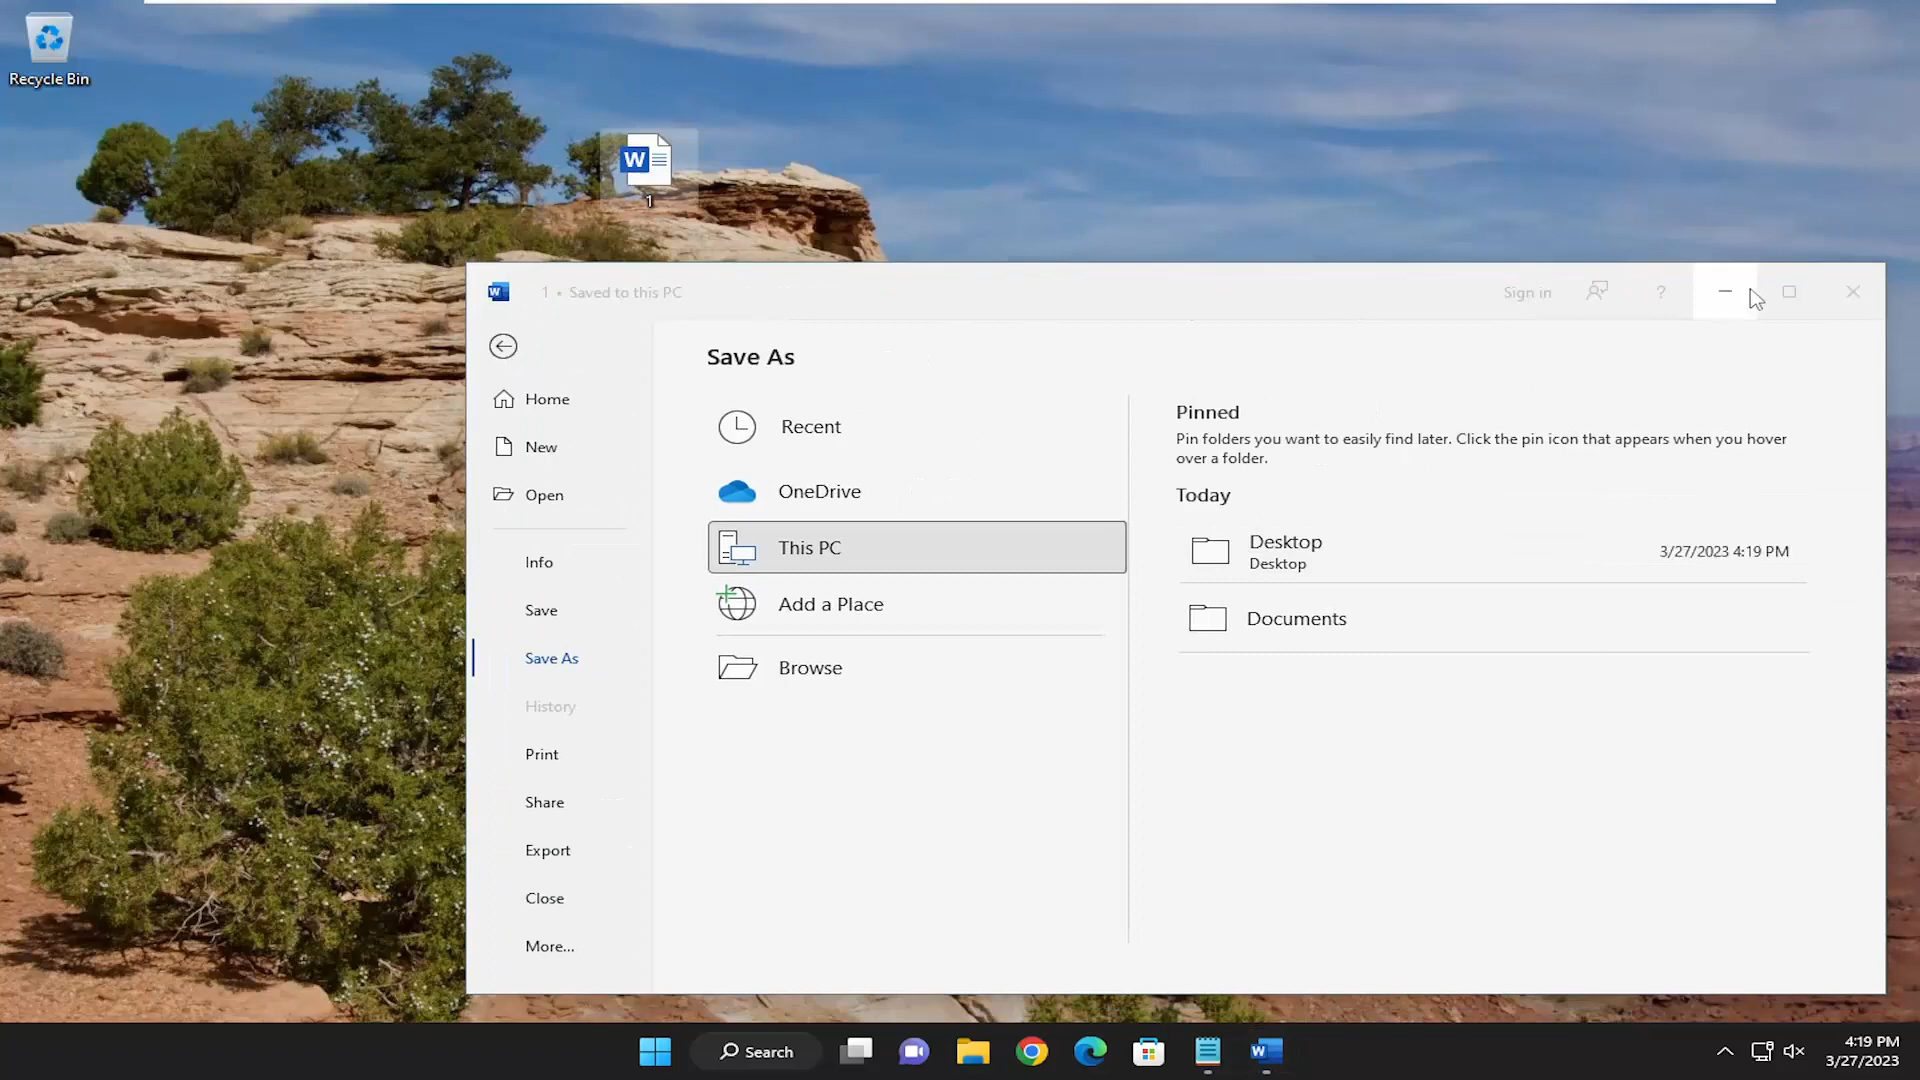 Recycle Bin
W
1
W
1 • Saved to this PC
Sign in
?
Save As
Home
New
Open
Info
Save
Save As
History
Print
Share
Export
Close
More...
Recent
OneDrive
This PC
Add a Place
Browse
Pinned
Pin folders you want to easily find later. Click the pin icon that appears when you hover
over a folder.
Today
Desktop
Desktop
3/27/2023 4:19 PM
Documents
Search
W
4:19 PM
3/27/2023